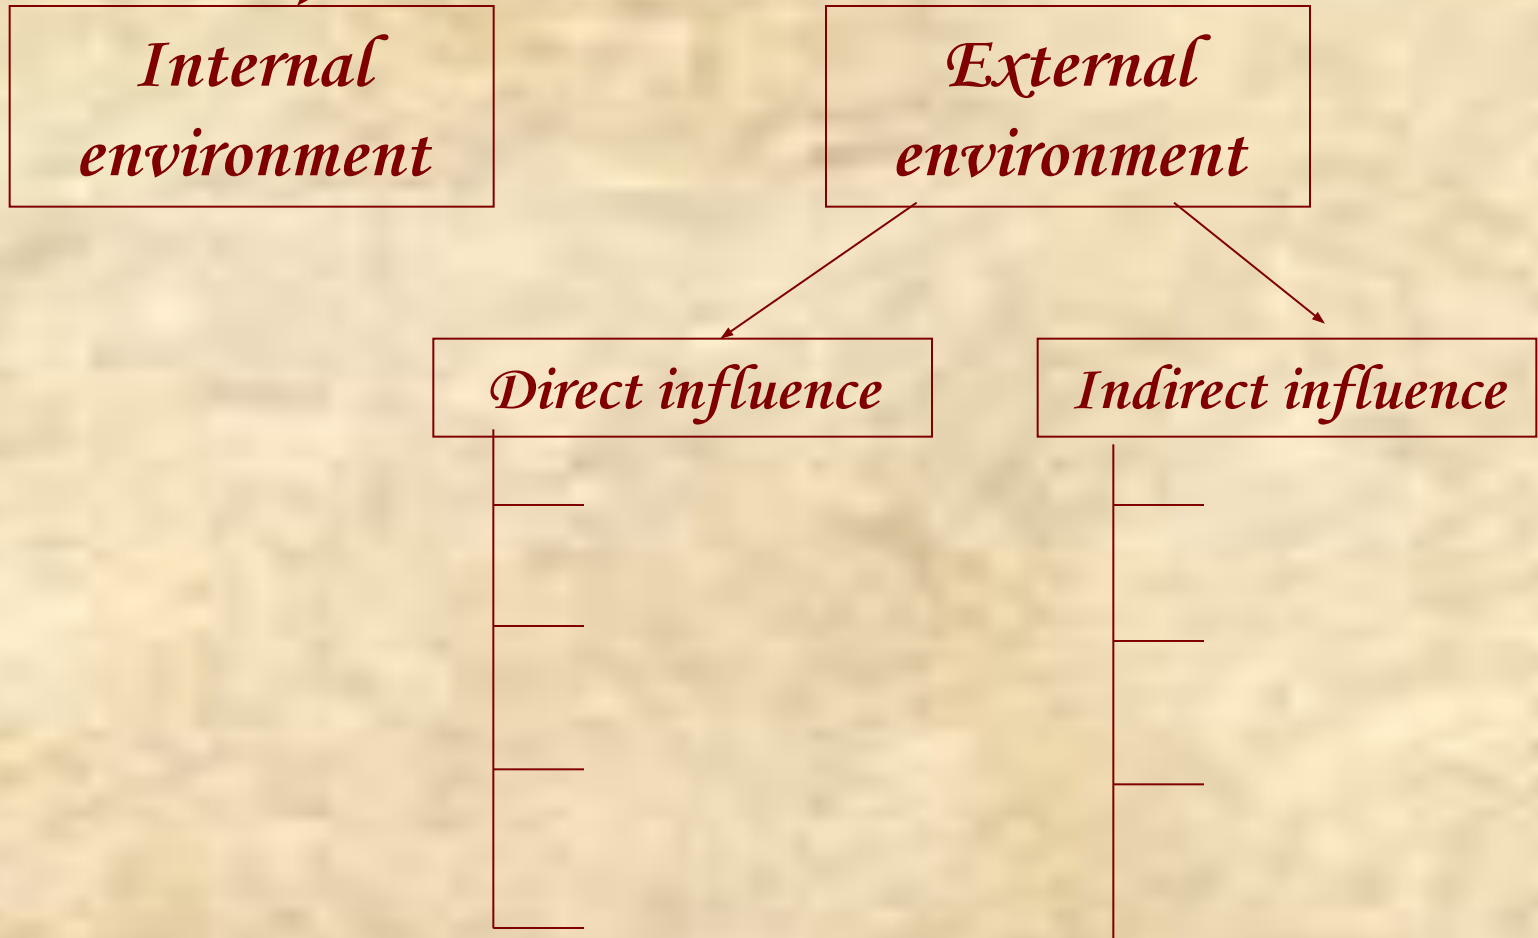 Internal
environment
External
environment
Direct influence
Indirect influence